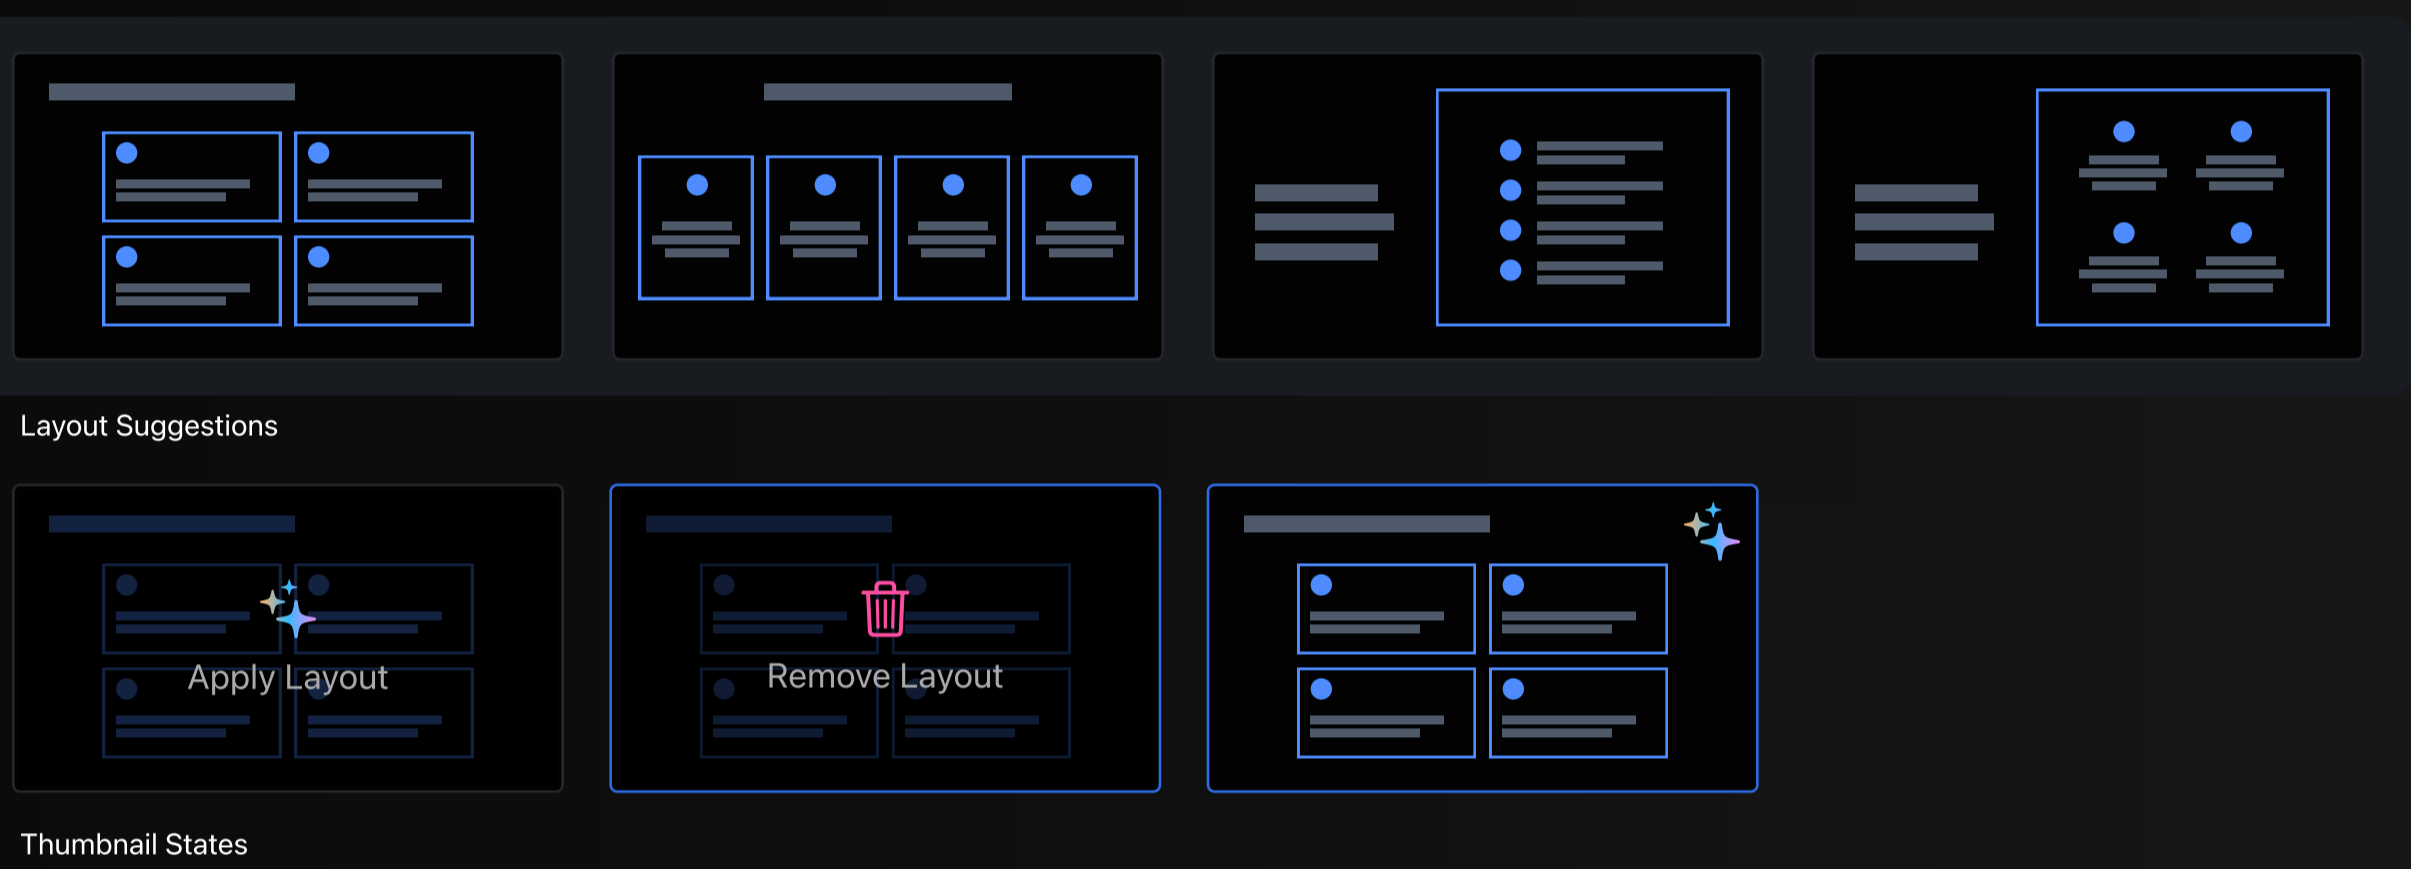 Layout Suggestions
Apply Layout
Remove Layout
Thumbnail States